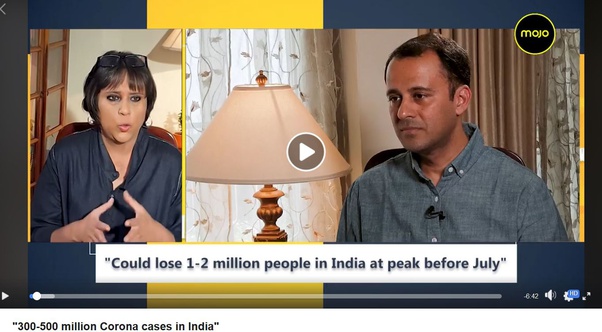 mojo
"Could lose 1-2 million people in India at peak before July"
-6:42 HD
"300-500 million Corona cases in India"